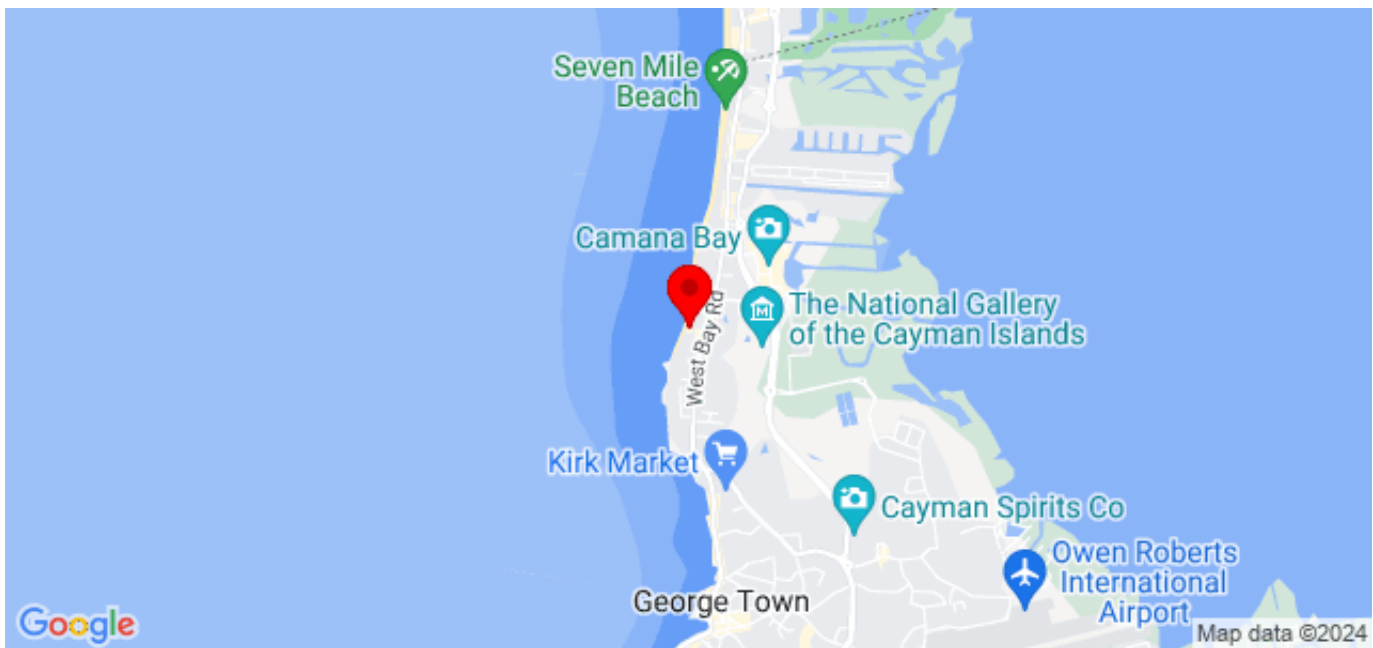 Seven Mile
Beach
Camana Bay
The National Gallery
of the Cayman Islands
West Bay Rd
Kirk Market
Cayman Spirits Co
Owen Roberts
International
Airport
George Town
Google
Map data ©2024